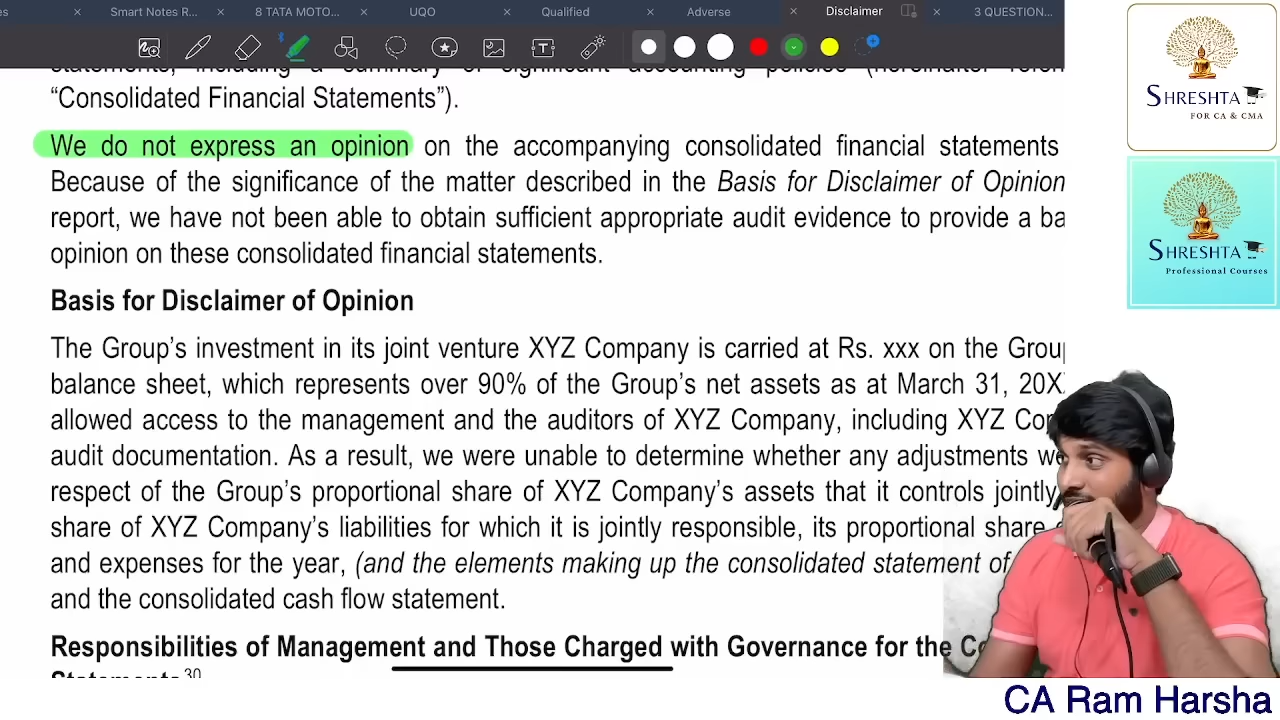 Smart Notes R...
8 TATA MOTO...
UQO
Qualified
Adverse
Disclaimer
3 QUESTION...
statements, including a summary of significant accounting policies
“Consolidated Financial Statements”).
We do not express an opinion on the accompanying consolidated financial statements
Because of the significance of the matter described in the Basis for Disclaimer of Opinion
report, we have not been able to obtain sufficient appropriate audit evidence to provide a ba
opinion on these consolidated financial statements.
Basis for Disclaimer of Opinion
The Group’s investment in its joint venture XYZ Company is carried at Rs. xxx on the Grou
balance sheet, which represents over 90% of the Group’s net assets as at March 31, 20X
allowed access to the management and the auditors of XYZ Company, including XYZ Co
audit documentation. As a result, we were unable to determine whether any adjustments we
respect of the Group’s proportional share of XYZ Company’s assets that it controls jointly,
share of XYZ Company’s liabilities for which it is jointly responsible, its proportional share
and expenses for the year, (and the elements making up the consolidated statement of
and the consolidated cash flow statement.
Responsibilities of Management and Those Charged with Governance for the Co
SHRESHTA
FOR CA & CMA
SHRESHTA
Professional Courses
CA Ram Harsha